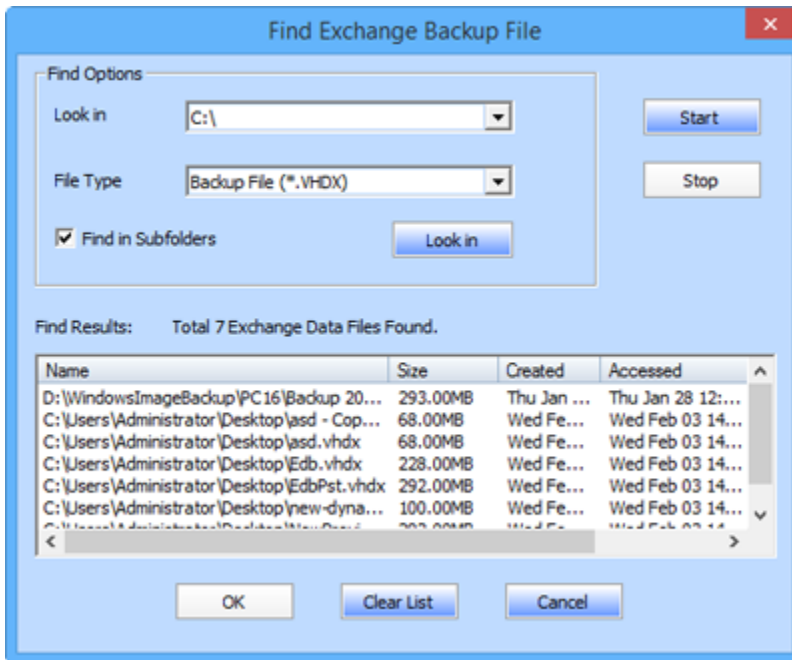 Find Exchange Backup File
Find Options
Look in C:\ Start
File Type Backup File (*.VHDX) Stop
Find in Subfolders Look in
Find Results: Total 7 Exchange Data Files Found.
Name Size Created Accessed
D:\WindowsImageBackup\PC16\Backup 20... 293.00MB Thu Jan ... Thu Jan 28 12:...
C:\Users\Administrator\Desktop\asd - Cop... 68.00MB Wed Fe... Wed Feb 03 14...
C:\Users\Administrator\Desktop\asd.vhdx 68.00MB Wed Fe... Wed Feb 03 14...
C:\Users\Administrator\Desktop\Edb.vhdx 228.00MB Wed Fe... Wed Feb 03 14...
C:\Users\Administrator\Desktop\EdbPst.vhdx 292.00MB Wed Fe... Wed Feb 03 14...
C:\Users\Administrator\Desktop\new-dyna... 100.00MB Wed Fe... Wed Feb 03 14...
OK Clear List Cancel